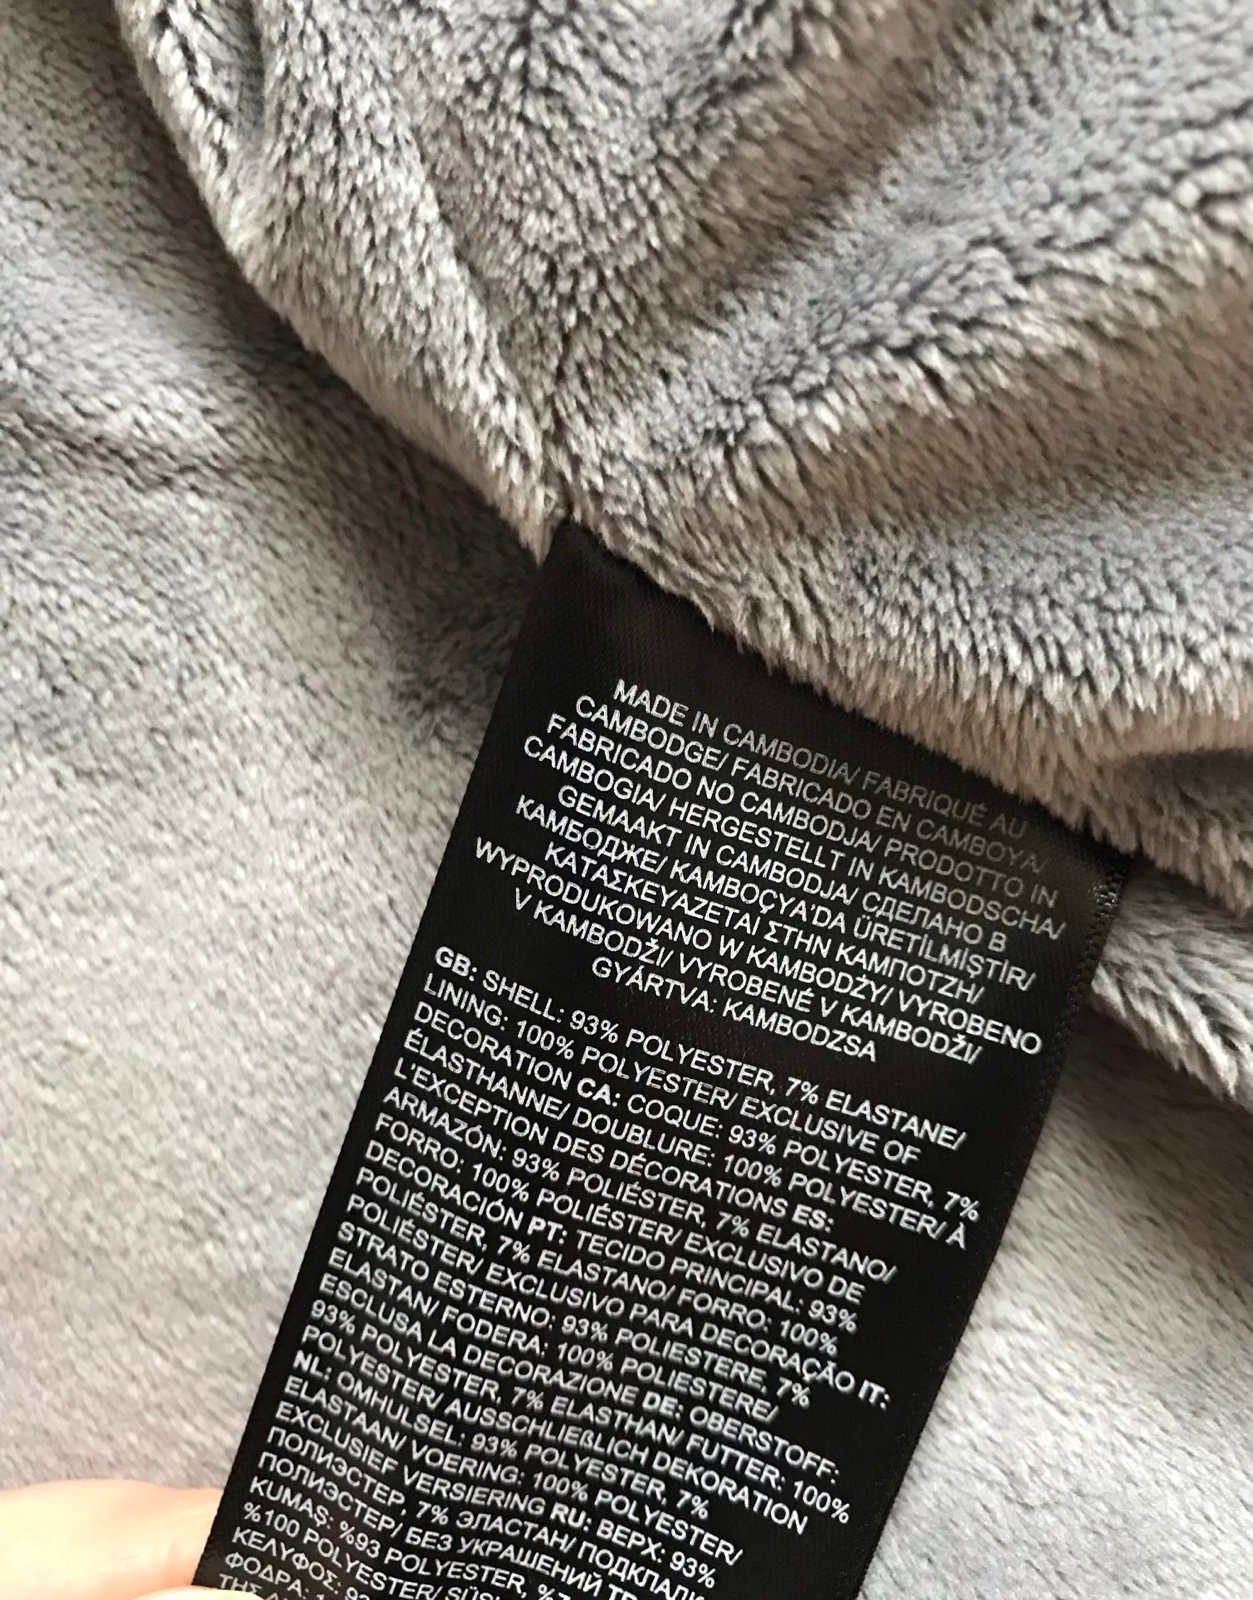 MADE IN CAMBODIA/ FABRIQUÉ AU
CAMBODGE/ FABRICADO EN CAMBOYA/
FABRICADO NO CAMBODJA/ PRODOTTO IN
CAMBOGIA/ HERGESTELLT IN KAMBODSCHA/
GEMAAKT IN CAMBODJA/ СДЕЛАНО В
КАМБОДЖЕ/ KAMBOÇYA'DA ÜRETİLMİŞTİR/
ΚΑΤΑΣΚΕΥΑΖΕΤΑΙ ΣΤΗΝ ΚΑΜΠΟΤΖΗ/
WYPRODUKOWANO W KAMBODŻY/ VYROBENO
V KAMBODŽI/ VYROBENÉ V KAMBODŽI/
GYÁRTVA: KAMBODZSA
GB: SHELL: 93% POLYESTER, 7% ELASTANE/
LINING: 100% POLYESTER/ EXCLUSIVE OF
DECORATION CA: COQUE: 93% POLYESTER, 7%
ÉLASTHANNE/ DOUBLURE: 100% POLYESTER/ À
L'EXCEPTION DES DÉCORATIONS ES:
ARMAZÓN: 93% POLIÉSTER, 7% ELASTANO/
FORRO: 100% POLIÉSTER/ EXCLUSIVO DE
DECORACIÓN PT: TECIDO PRINCIPAL: 93%
POLIÉSTER, 7% ELASTANO/ FORRO: 100%
POLIÉSTER/ EXCLUSIVO PARA DECORAÇÃO IT:
STRATO ESTERNO: 93% POLIESTERE, 7%
ELASTAN/ FODERA: 100% POLIESTERE/
ESCLUSA LA DECORAZIONE DE: OBERSTOFF:
93% POLYESTER, 7% ELASTHAN/ FUTTER: 100%
POLYESTER/ AUSSCHLIEßLICH DEKORATION
NL: OMHULSEL: 93% POLYESTER, 7%
ELASTAAN/ VOERING: 100% POLYESTER/
EXCLUSIEF VERSIERING RU: ВЕРХ: 93%
ПОЛИЭСТЕР, 7% ЭЛАСТАН/ ПОДКЛАД
ПОЛИЭСТЕР/ БЕЗ УКРАШЕНИЙ
KUMAŞ: %93 POLYESTER,
%100 POLYESTER/
ΚΕΛΥΦΟΣ:
ΦΟΔΡΑ:
ΤΗΣ